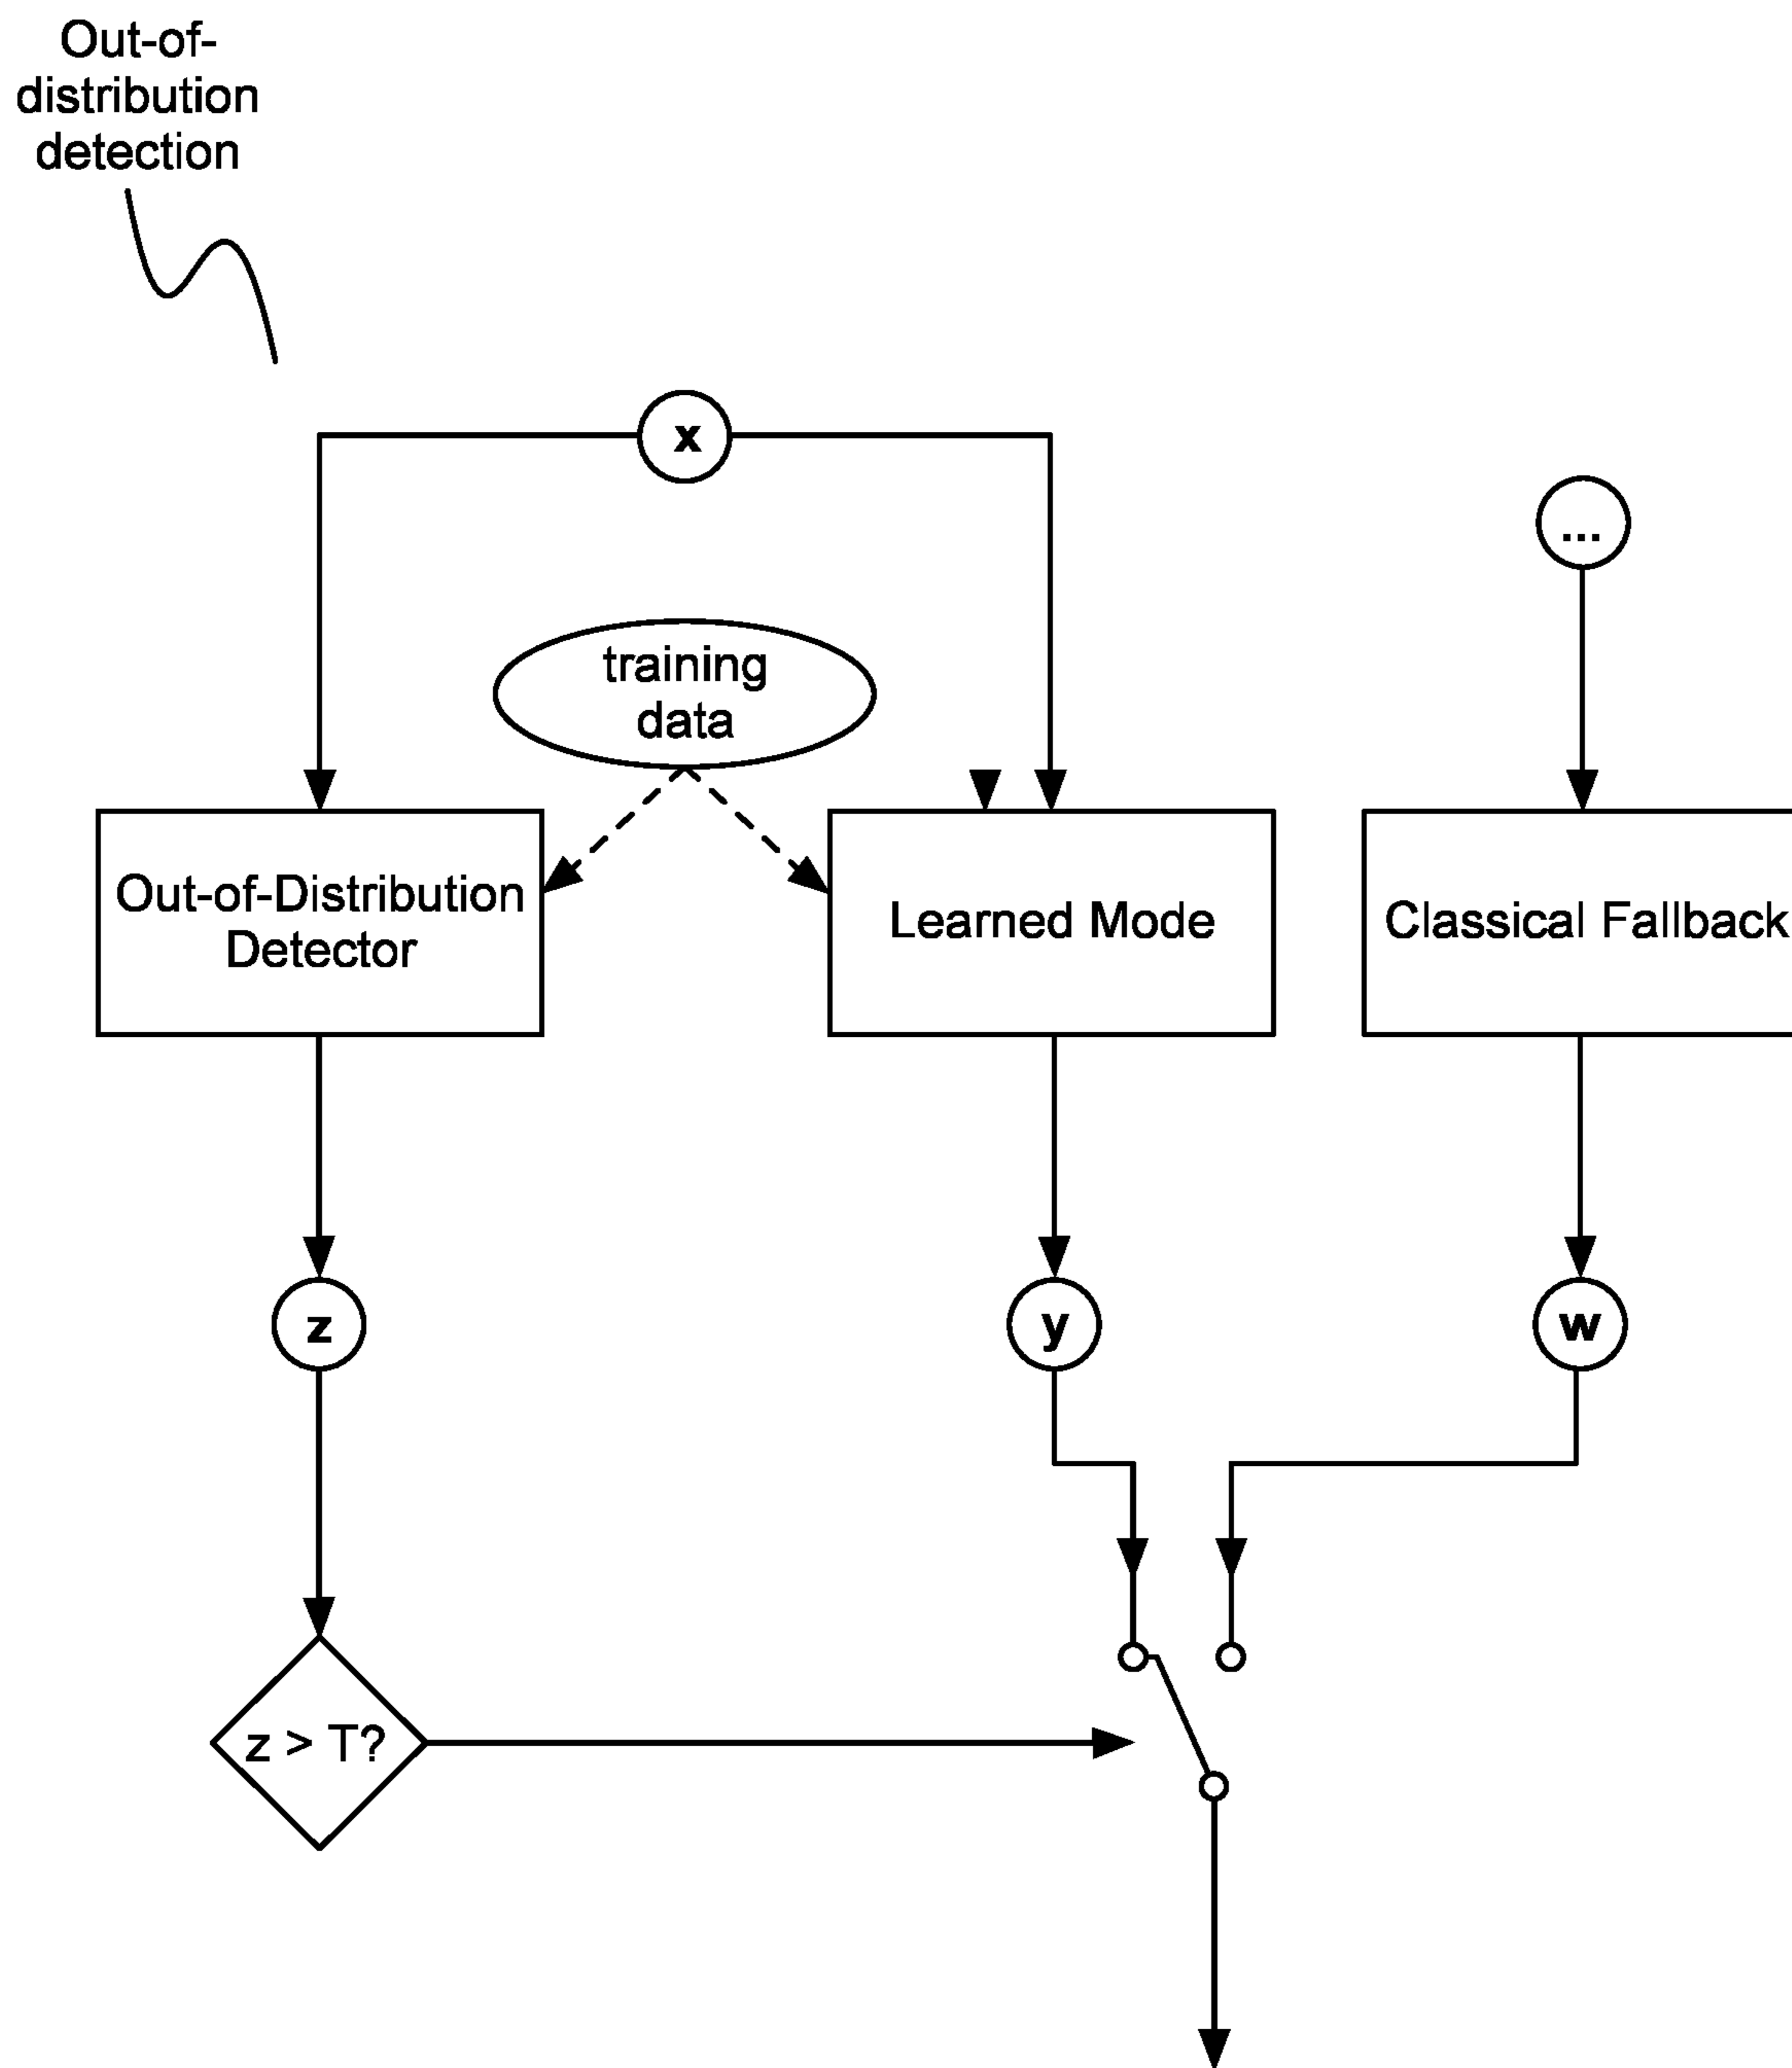 Out-of-
distribution
detection
x
...
training
data
Out-of-Distribution
Detector
Learned Mode
Classical Fallback
z
y
w
z > T?